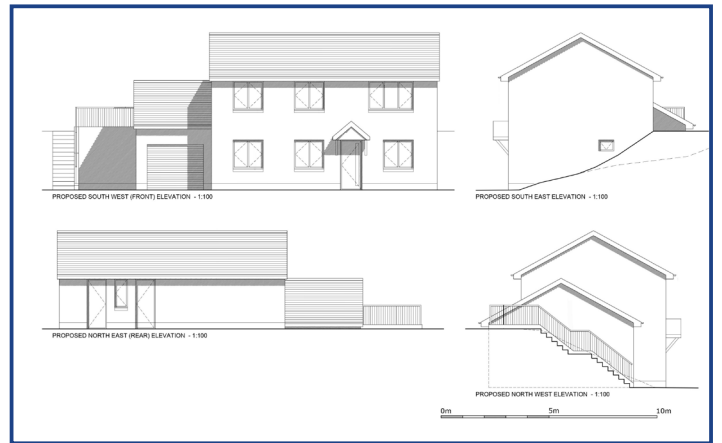 PROPOSED SOUTH WEST (FRONT) ELEVATION - 1:100
PROPOSED SOUTH EAST ELEVATION - 1:100
PROPOSED NORTH EAST (REAR) ELEVATION - 1:100
PROPOSED NORTH WEST ELEVATION - 1:100
0m 5m 10m